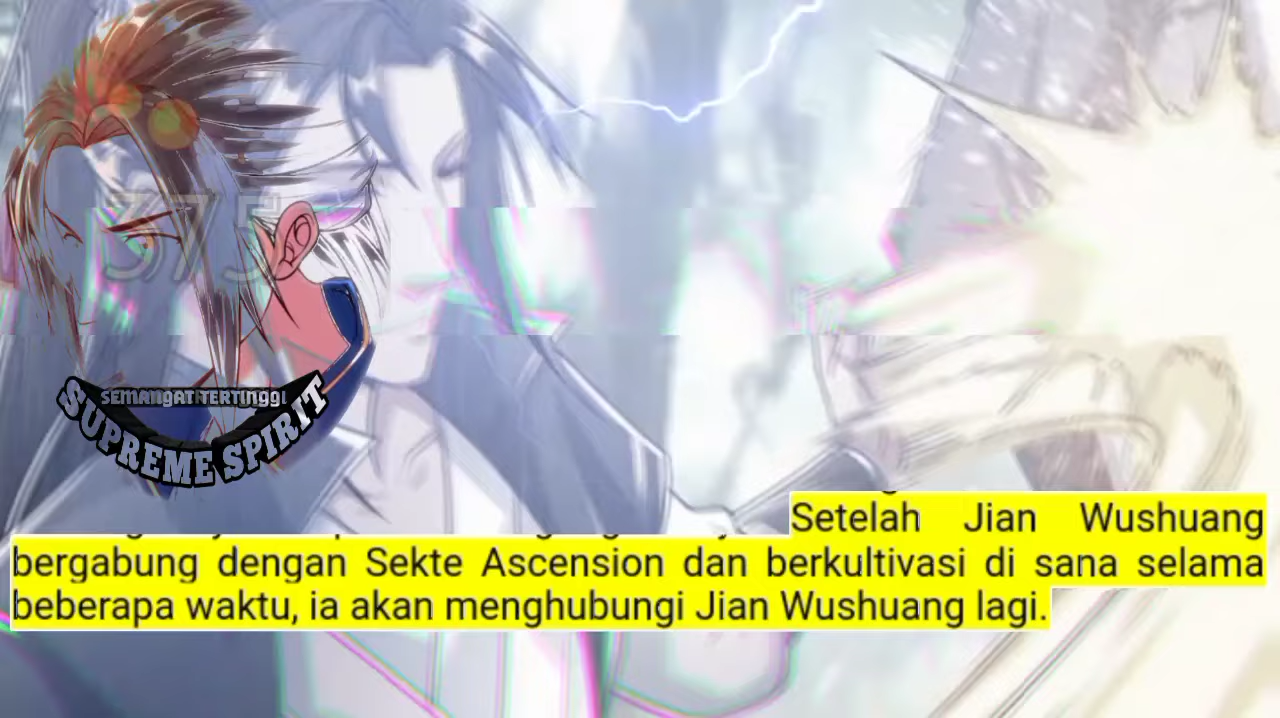 375
SEMANGAT TERTINGGI
SUPREME SPIRIT
Setelah Jian Wushuang
bergabung dengan Sekte Ascension dan berkultivasi di sana selama
beberapa waktu, ia akan menghubungi Jian Wushuang lagi.